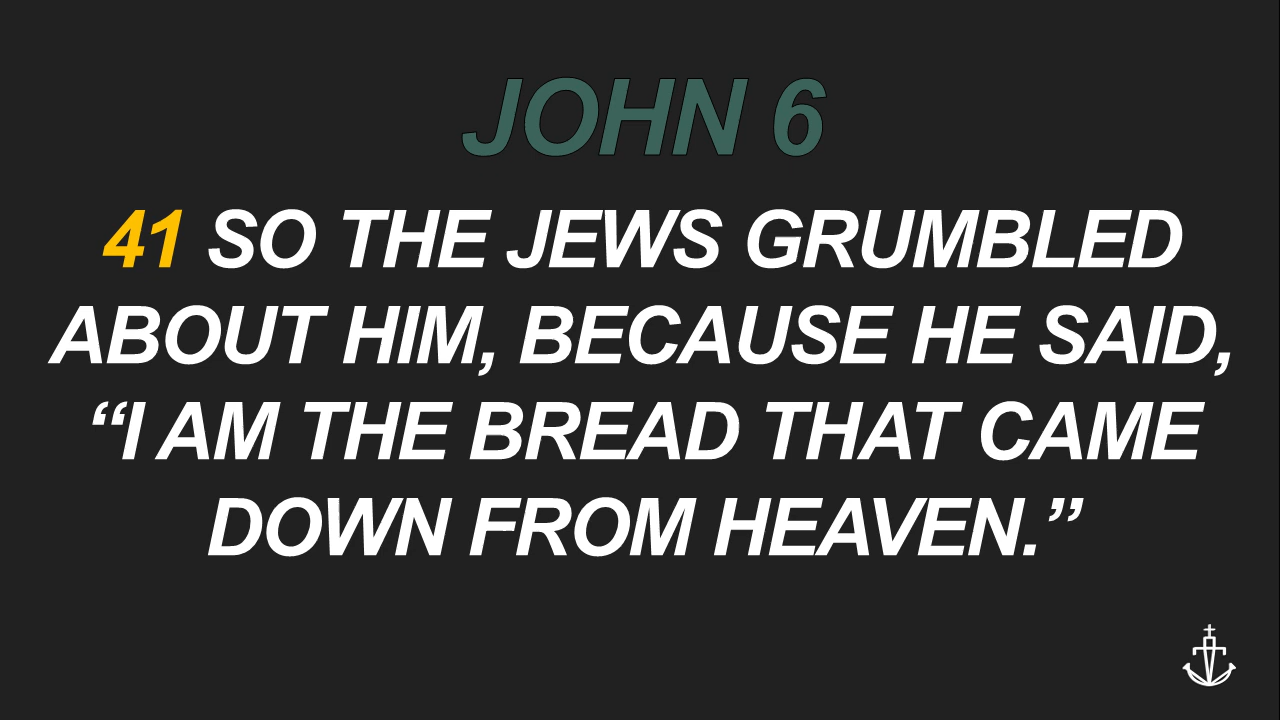 JOHN 6
41 SO THE JEWS GRUMBLED
ABOUT HIM, BECAUSE HE SAID,
“I AM THE BREAD THAT CAME
DOWN FROM HEAVEN.”